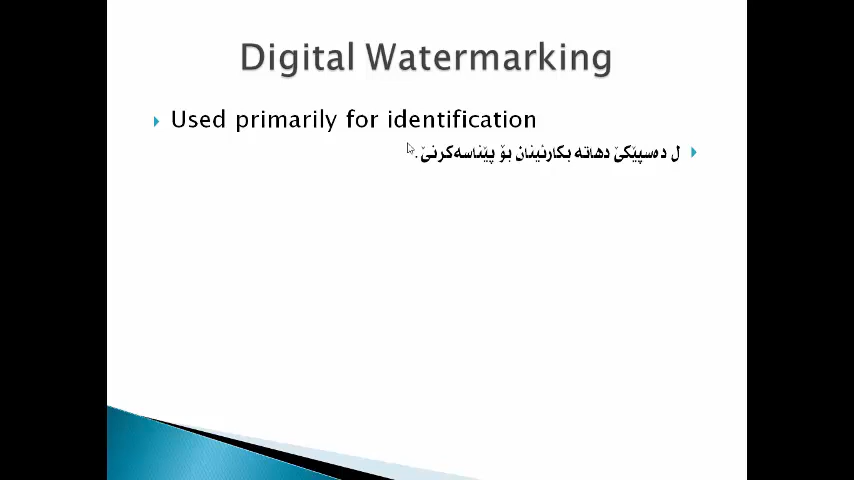 Digital Watermarking
Used primarily for identification
ل دەسپێکێ دهاتە بکارئینان بۆ پێناسەکرنێ.